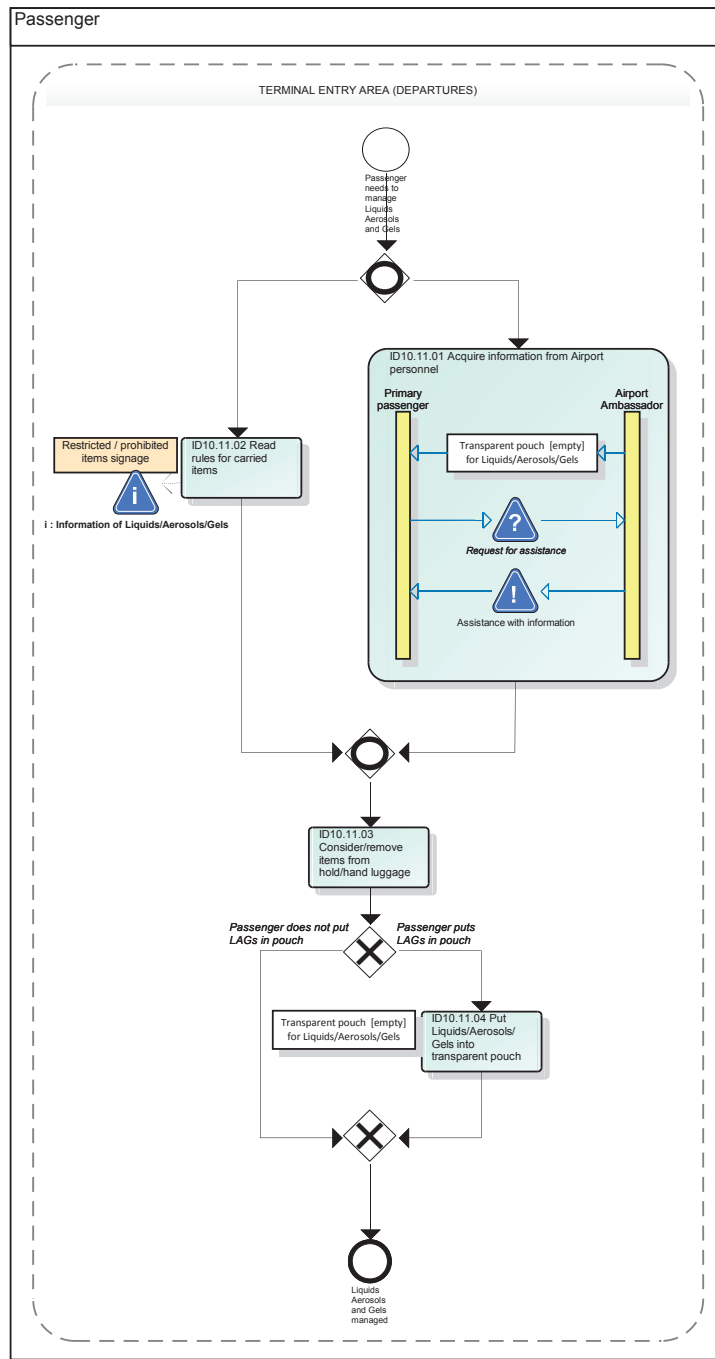 Passenger
TERMINAL ENTRY AREA (DEPARTURES)
Passenger
needs to
manage
Liquids
Aerosols
and Gels
ID10.11.01 Acquire information from Airport
personnel
Primary
passenger
Airport
Ambassador
Transparent pouch [empty]
for Liquids/Aerosols/Gels
?
Request for assistance
!
Assistance with information
Restricted / prohibited
items signage
i
i : Information of Liquids/Aerosols/Gels
ID10.11.02 Read
rules for carried
items
ID10.11.03
Consider/remove
items from
hold/hand luggage
Passenger does not put
LAGs in pouch
Passenger puts
LAGs in pouch
Transparent pouch [empty]
for Liquids/Aerosols/Gels
ID10.11.04 Put
Liquids/Aerosols/
Gels into
transparent pouch
Liquids
Aerosols
and Gels
managed